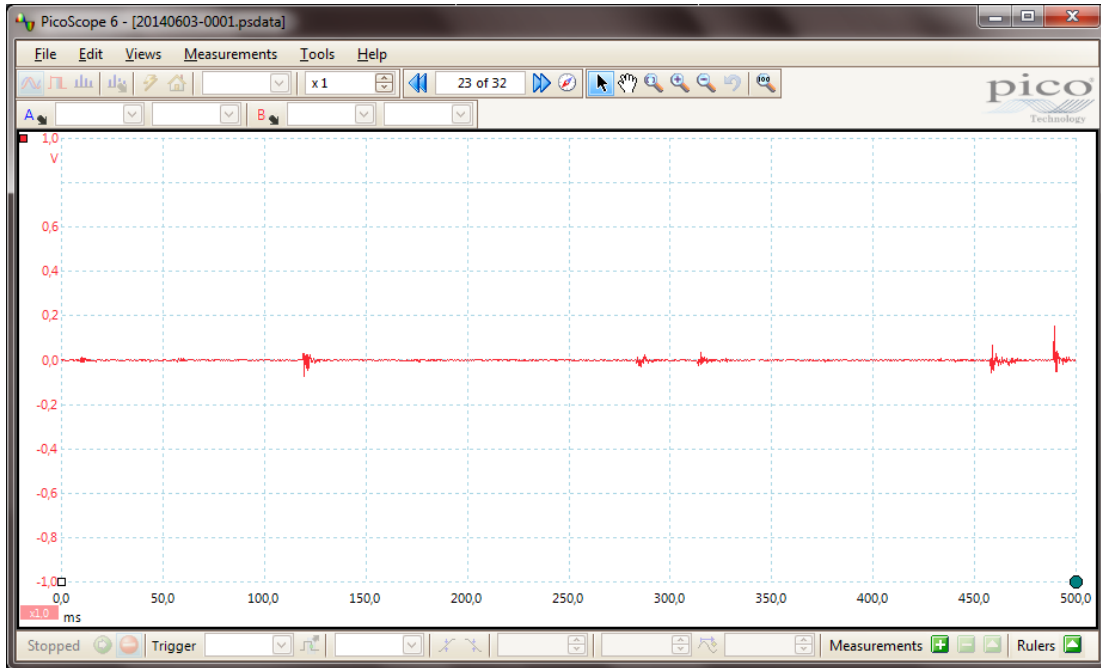 PicoScope 6 - [20140603-0001.psdata]
File Edit Views Measurements Tools Help
x 1 23 of 32
pico
Technology
A B
1,0
V
0,6
0,4
0,2
0,0
-0,2
-0,4
-0,6
-0,8
-1,0
0,0 50,0 100,0 150,0 200,0 250,0 300,0 350,0 400,0 450,0 500,0
x1,0 ms
Stopped Trigger Measurements Rulers